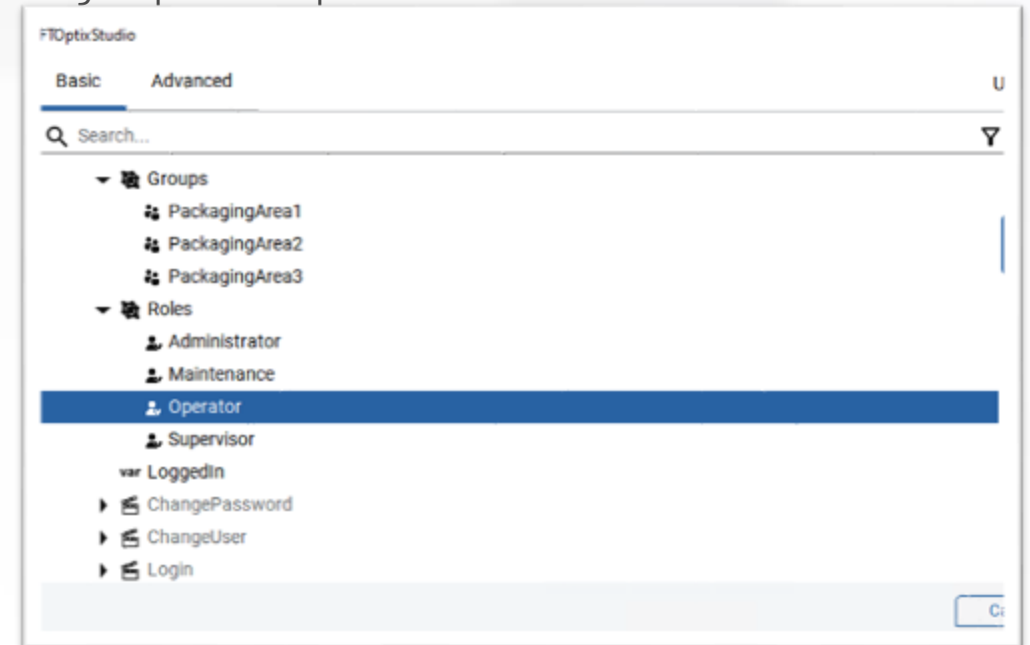 FTOptixStudio
Basic Advanced
Search...
Groups
PackagingArea1
PackagingArea2
PackagingArea3
Roles
Administrator
Maintenance
Operator
Supervisor
var LoggedIn
ChangePassword
ChangeUser
Login